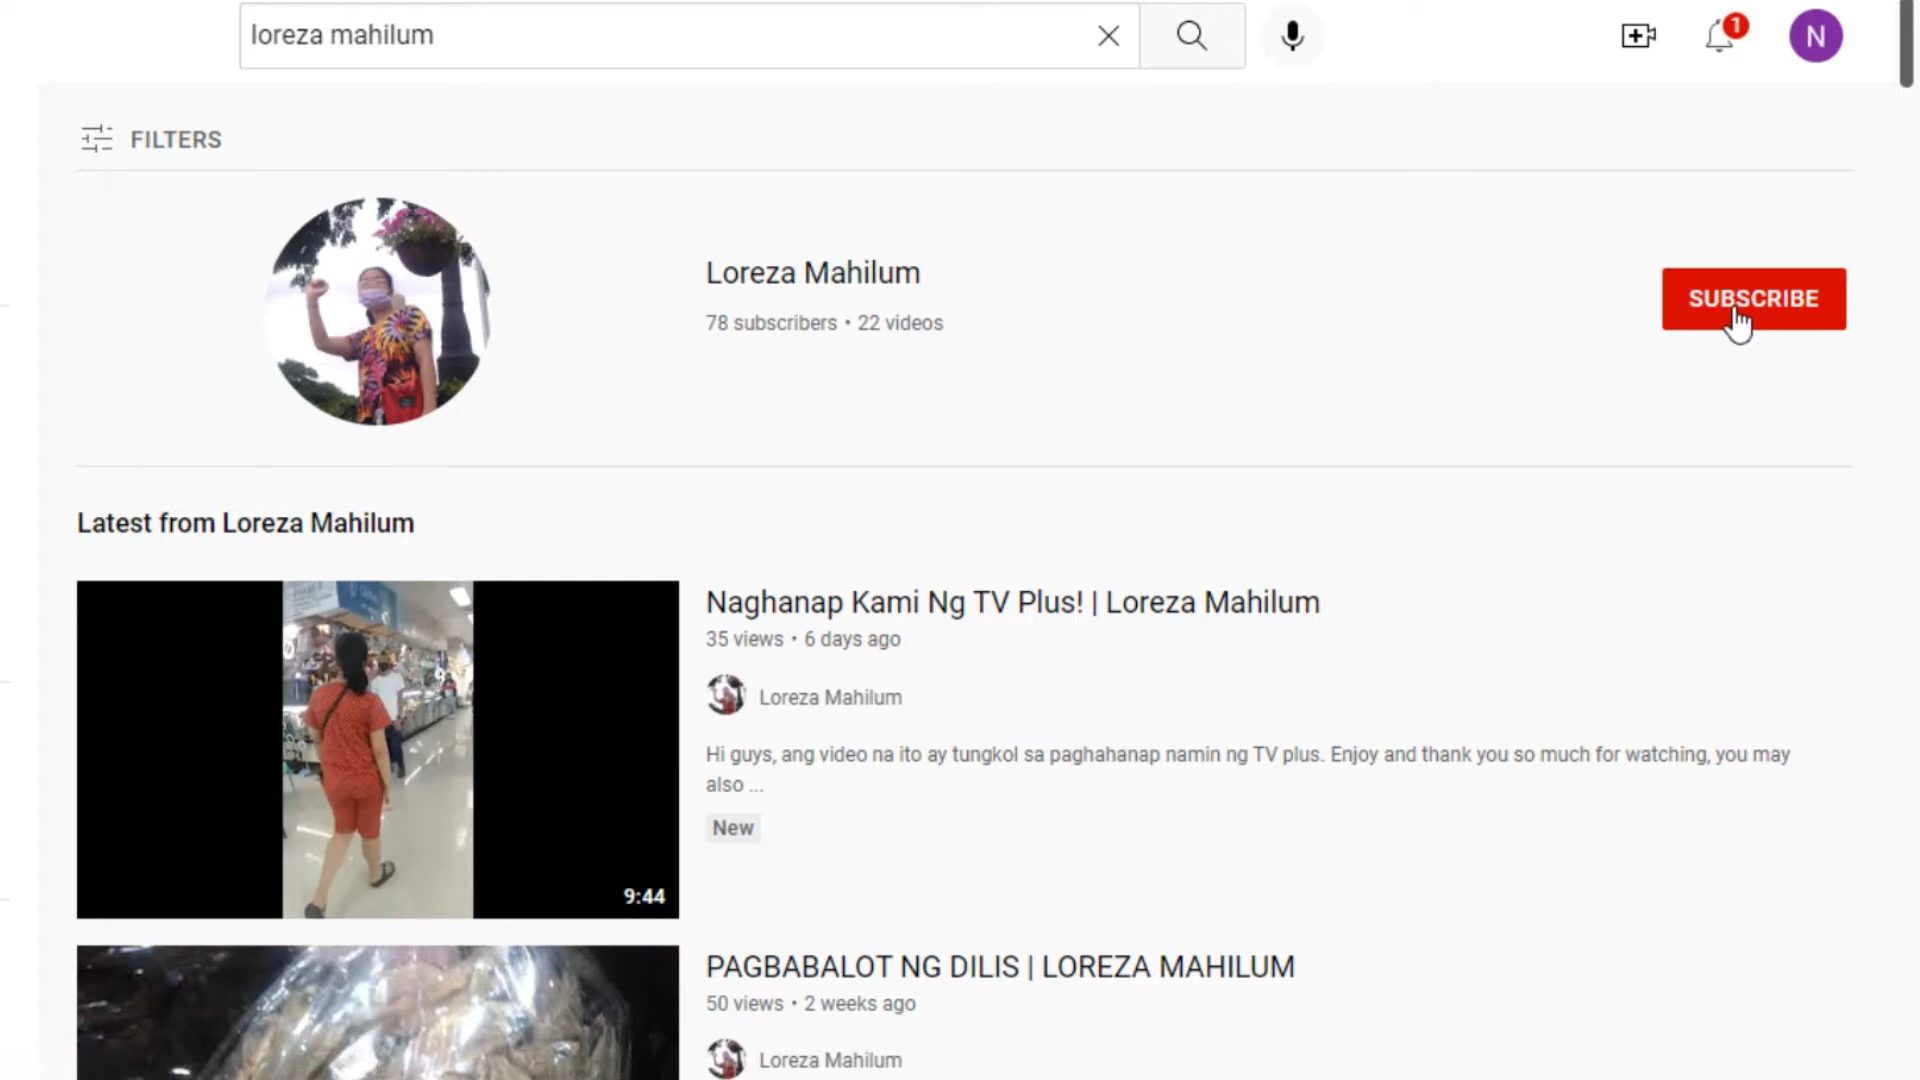 loreza mahilum
1
N
FILTERS
Loreza Mahilum
78 subscribers • 22 videos
SUBSCRIBE
Latest from Loreza Mahilum
Naghanap Kami Ng TV Plus! | Loreza Mahilum
35 views • 6 days ago
Loreza Mahilum
Hi guys, ang video na ito ay tungkol sa paghahanap namin ng TV plus. Enjoy and thank you so much for watching, you may
also ...
New
9:44
PAGBABALOT NG DILIS | LOREZA MAHILUM
50 views • 2 weeks ago
Loreza Mahilum